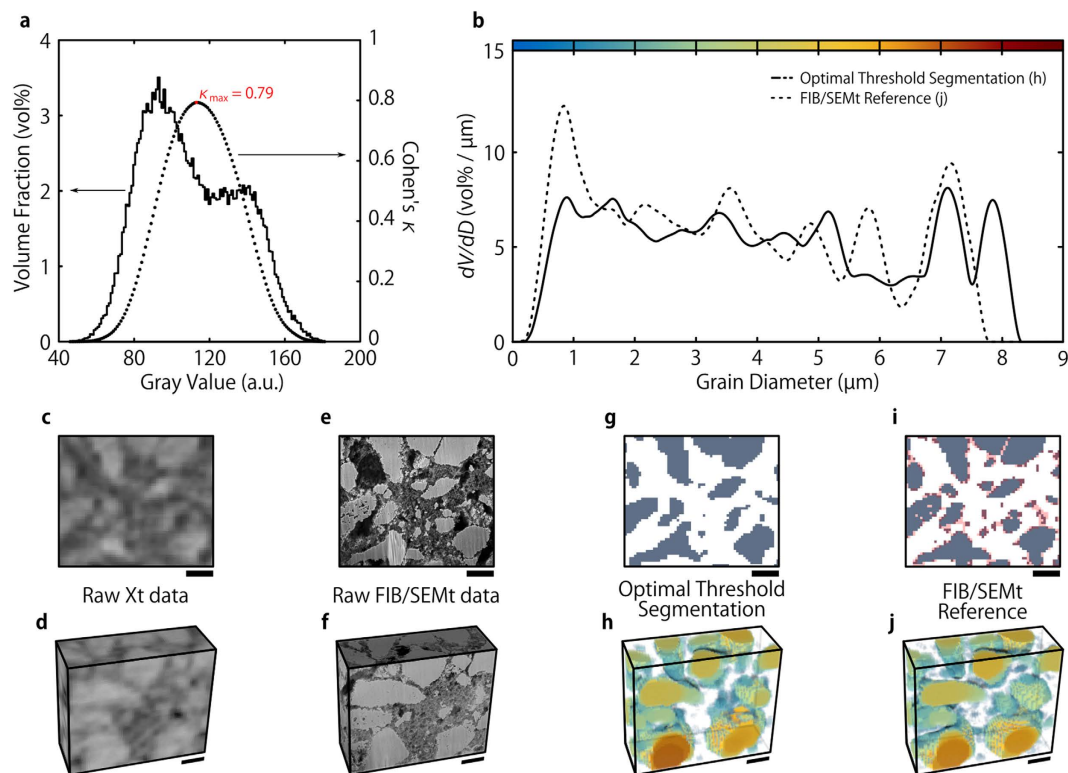 a
4
3
2
1
0
Volume Fraction (vol%)
40
80
120
160
200
Gray Value (a.u.)
1
0.8
0.6
0.4
0.2
0
Cohen's κ
κmax = 0.79
b
15
10
5
0
dV/dD (vol% / µm)
0
1
2
3
4
5
6
7
8
9
Grain Diameter (µm)
Optimal Threshold Segmentation (h)
FIB/SEMt Reference (j)
c
e
g
i
Raw Xt data
Raw FIB/SEMt data
Optimal Threshold
Segmentation
FIB/SEMt
Reference
d
f
h
j